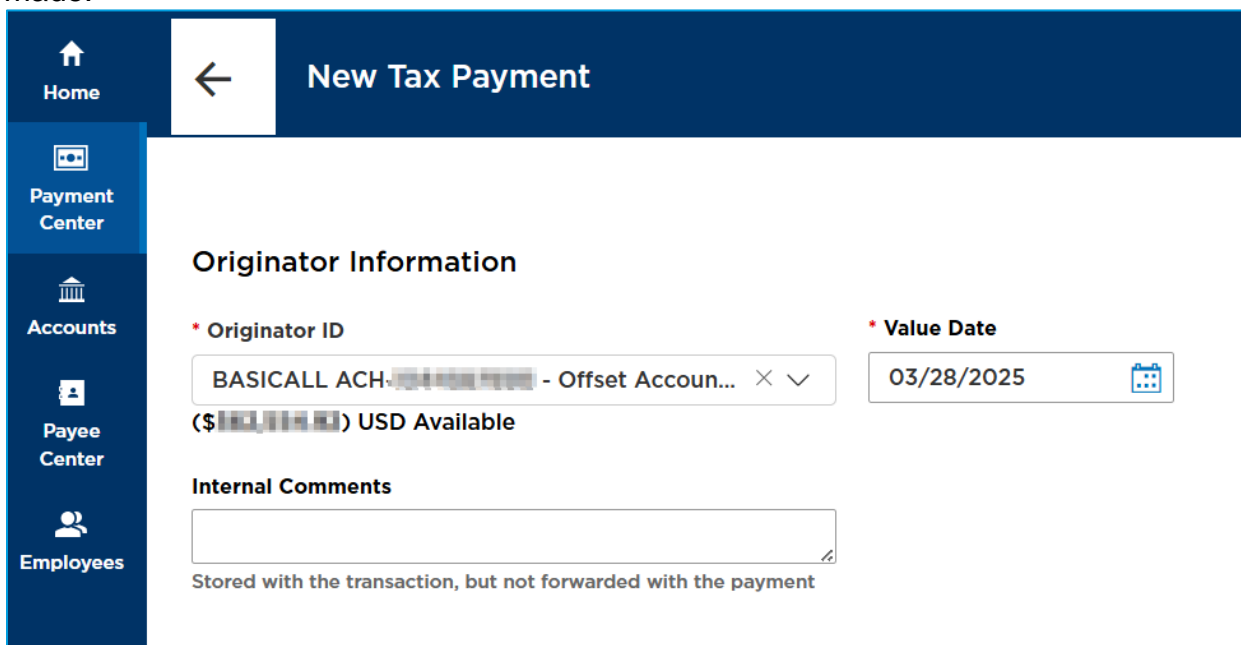 Home
New Tax Payment
Payment
Center
Originator Information
Accounts
* Originator ID
* Value Date
BASICALL ACH- - Offset Accoun...
03/28/2025
($ ) USD Available
Payee
Center
Internal Comments
Employees
Stored with the transaction, but not forwarded with the payment